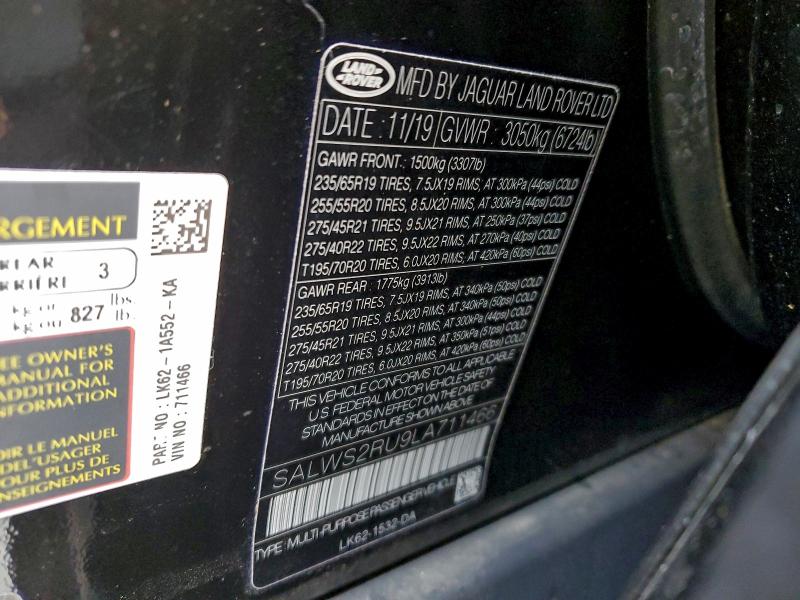 RGEMENT
REAR 3
827 lbs
EE OWNER'S
MANUAL FOR
ADDITIONAL
INFORMATION
OIR LE MANUEL
DEL'USAGER
POUR PLUS DE
ENSEIGNEMENTS
PART NO : LK62-1A552-KA
VIN NO : 711466
LAND
ROVER
MFD BY JAGUAR LAND ROVER LTD
DATE : 11/19 GVWR : 3050kg (6724lb)
GAWR FRONT: 1500kg (3307lb)
235/65R19 TIRES, 7.5JX19 RIMS, AT 300kPa (44psi) COLD
255/55R20 TIRES, 8.5JX20 RIMS, AT 300kPa (44psi) COLD
275/45R21 TIRES, 9.5JX21 RIMS, AT 250kPa (37psi) COLD
275/40R22 TIRES, 9.5JX22 RIMS, AT 270kPa (40psi) COLD
T195/70R20 TIRES, 6.0JX20 RIMS, AT 420kPa (60psi) COLD
GAWR REAR: 1775kg (3913lb)
235/65R19 TIRES, 7.5JX19 RIMS, AT 340kPa (50psi) COLD
255/55R20 TIRES, 8.5JX20 RIMS, AT 340kPa (50psi) COLD
275/45R21 TIRES, 9.5JX21 RIMS, AT 300kPa (44psi) COLD
275/40R22 TIRES, 9.5JX22 RIMS, AT 350kPa (51psi) COLD
T195/70R20 TIRES, 6.0JX20 RIMS, AT 420kPa (60psi) COLD
THIS VEHICLE CONFORMS TO ALL APPLICABLE
U.S. FEDERAL MOTOR VEHICLE SAFETY
STANDARDS IN EFFECT ON THE DATE OF
MANUFACTURE SHOWN ABOVE
SALWS2RU9LA711466
TYPE: MULTI-PURPOSE PASSENGER VEHICLE
LK62-1532-DA